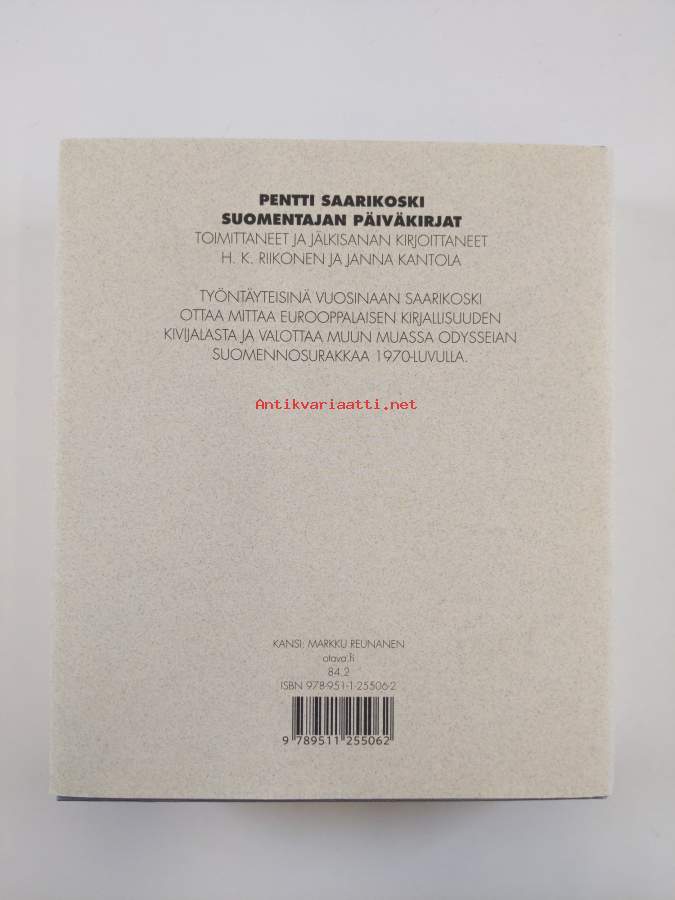 PENTTI SAARIKOSKI
SUOMENTAJAN PÄIVÄKIRJAT
TOIMITTANEET JA JÄLKISANAN KIRJOITTANEET
H. K. RIIKONEN JA JANNA KANTOLA
TYÖNTÄYTEISINÄ VUOSINAAN SAARIKOSKI
OTTAA MITTAA EUROOPPALAISEN KIRJALLISUUDEN
KIVIJALASTA JA VALOTTAA MUUN MUASSA ODYSSEIAN
SUOMENNOSURAKKAA 1970-LUVULLA.
Antikvariaatti.net
KANSI: MARKKU REUNANEN
otava.fi
84.2
ISBN 978-951-1-25506-2
9 789511 255062